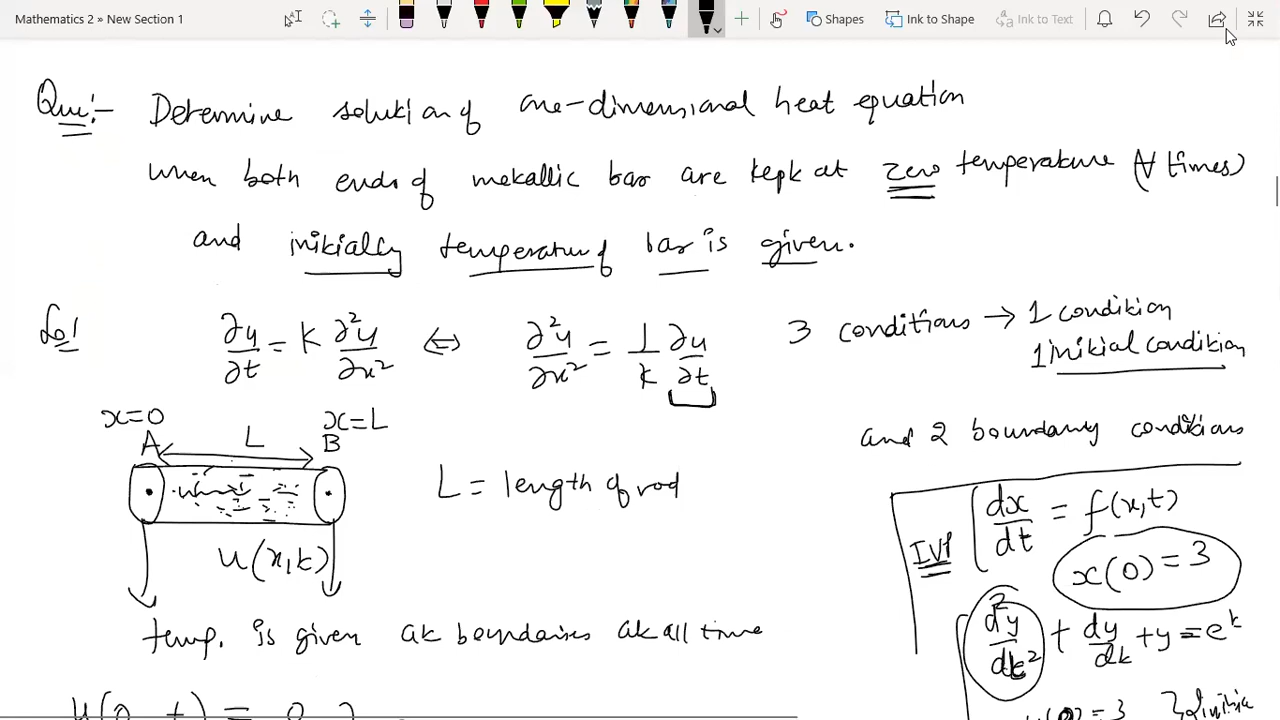 Mathematics 2 » New Section 1
Shapes Ink to Shape Ink to Text
Que:- Determine solution of one-dimensional heat equation
when both ends of metallic bar are kept at zero temperature (∀ times)
and initially temperature of bar is given.
Sol
∂u/∂t = k ∂²u/∂x² ⇔ ∂²u/∂x² = 1/k ∂u/∂t
3 conditions → 1 condition
1 initial condition
and 2 boundary conditions
x=0 x=L
A L B
L = length of rod
u(x,t)
temp. is given at boundaries at all time
u(0, t) = 0
IVP dx/dt = f(x,t)
x(0) = 3
d²y/dt² + dy/dt + y = e^t